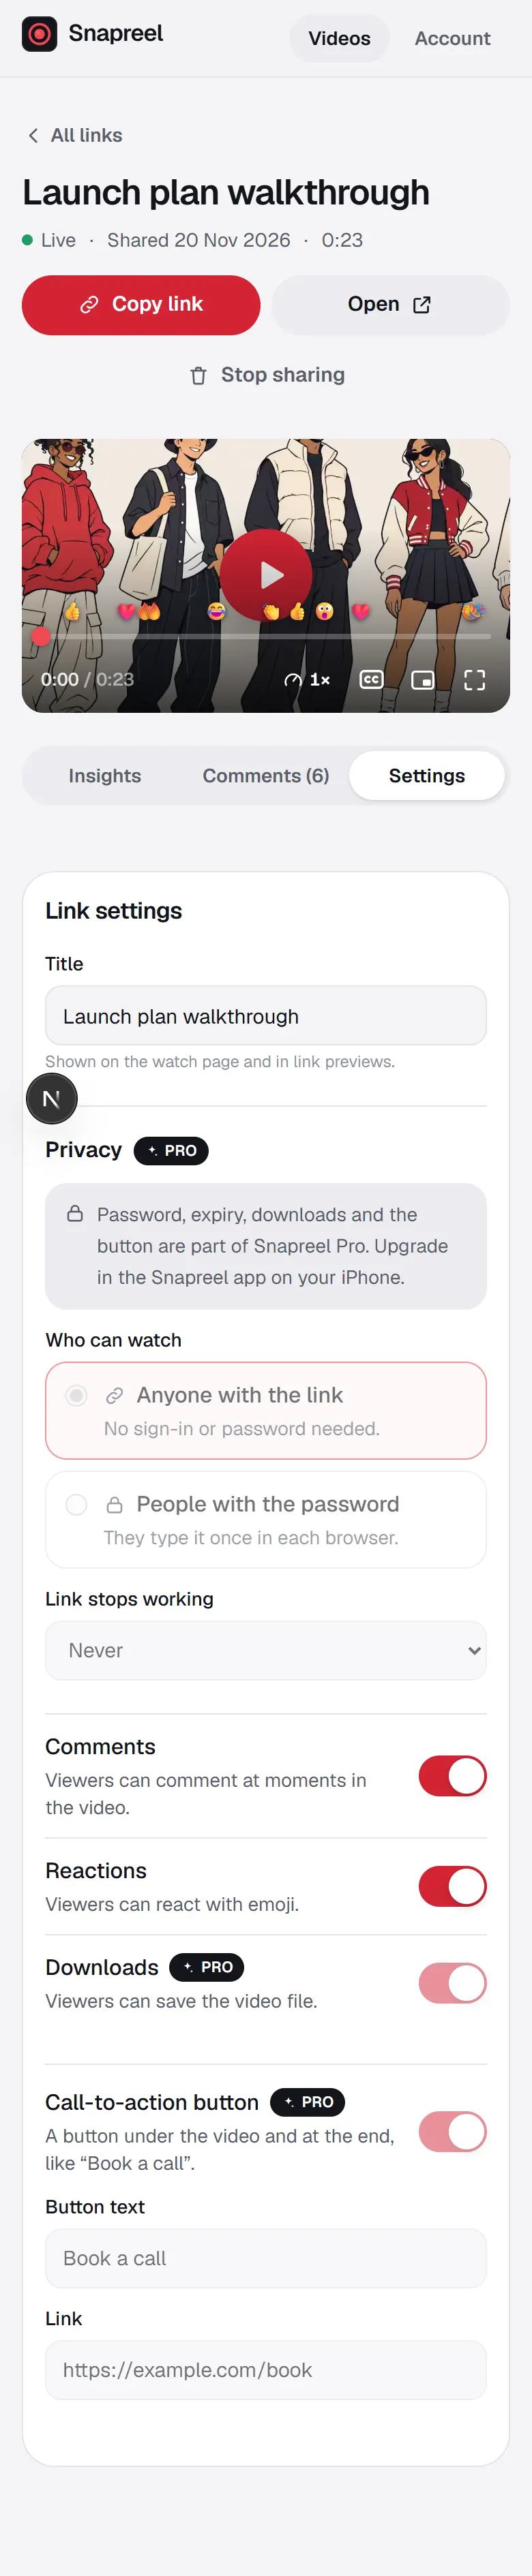 Snapreel
Videos
Account
All links
Launch plan walkthrough
Live · Shared 20 Nov 2026 · 0:23
Copy link
Open
Stop sharing
0:00 / 0:23
1×
CC
Insights
Comments (6)
Settings
Link settings
Title
Launch plan walkthrough
Shown on the watch page and in link previews.
N
Privacy
PRO
Password, expiry, downloads and the
button are part of Snapreel Pro. Upgrade
in the Snapreel app on your iPhone.
Who can watch
Anyone with the link
No sign-in or password needed.
People with the password
They type it once in each browser.
Link stops working
Never
Comments
Viewers can comment at moments in
the video.
Reactions
Viewers can react with emoji.
Downloads
PRO
Viewers can save the video file.
Call-to-action button
PRO
A button under the video and at the end,
like “Book a call”.
Button text
Book a call
Link
https://example.com/book